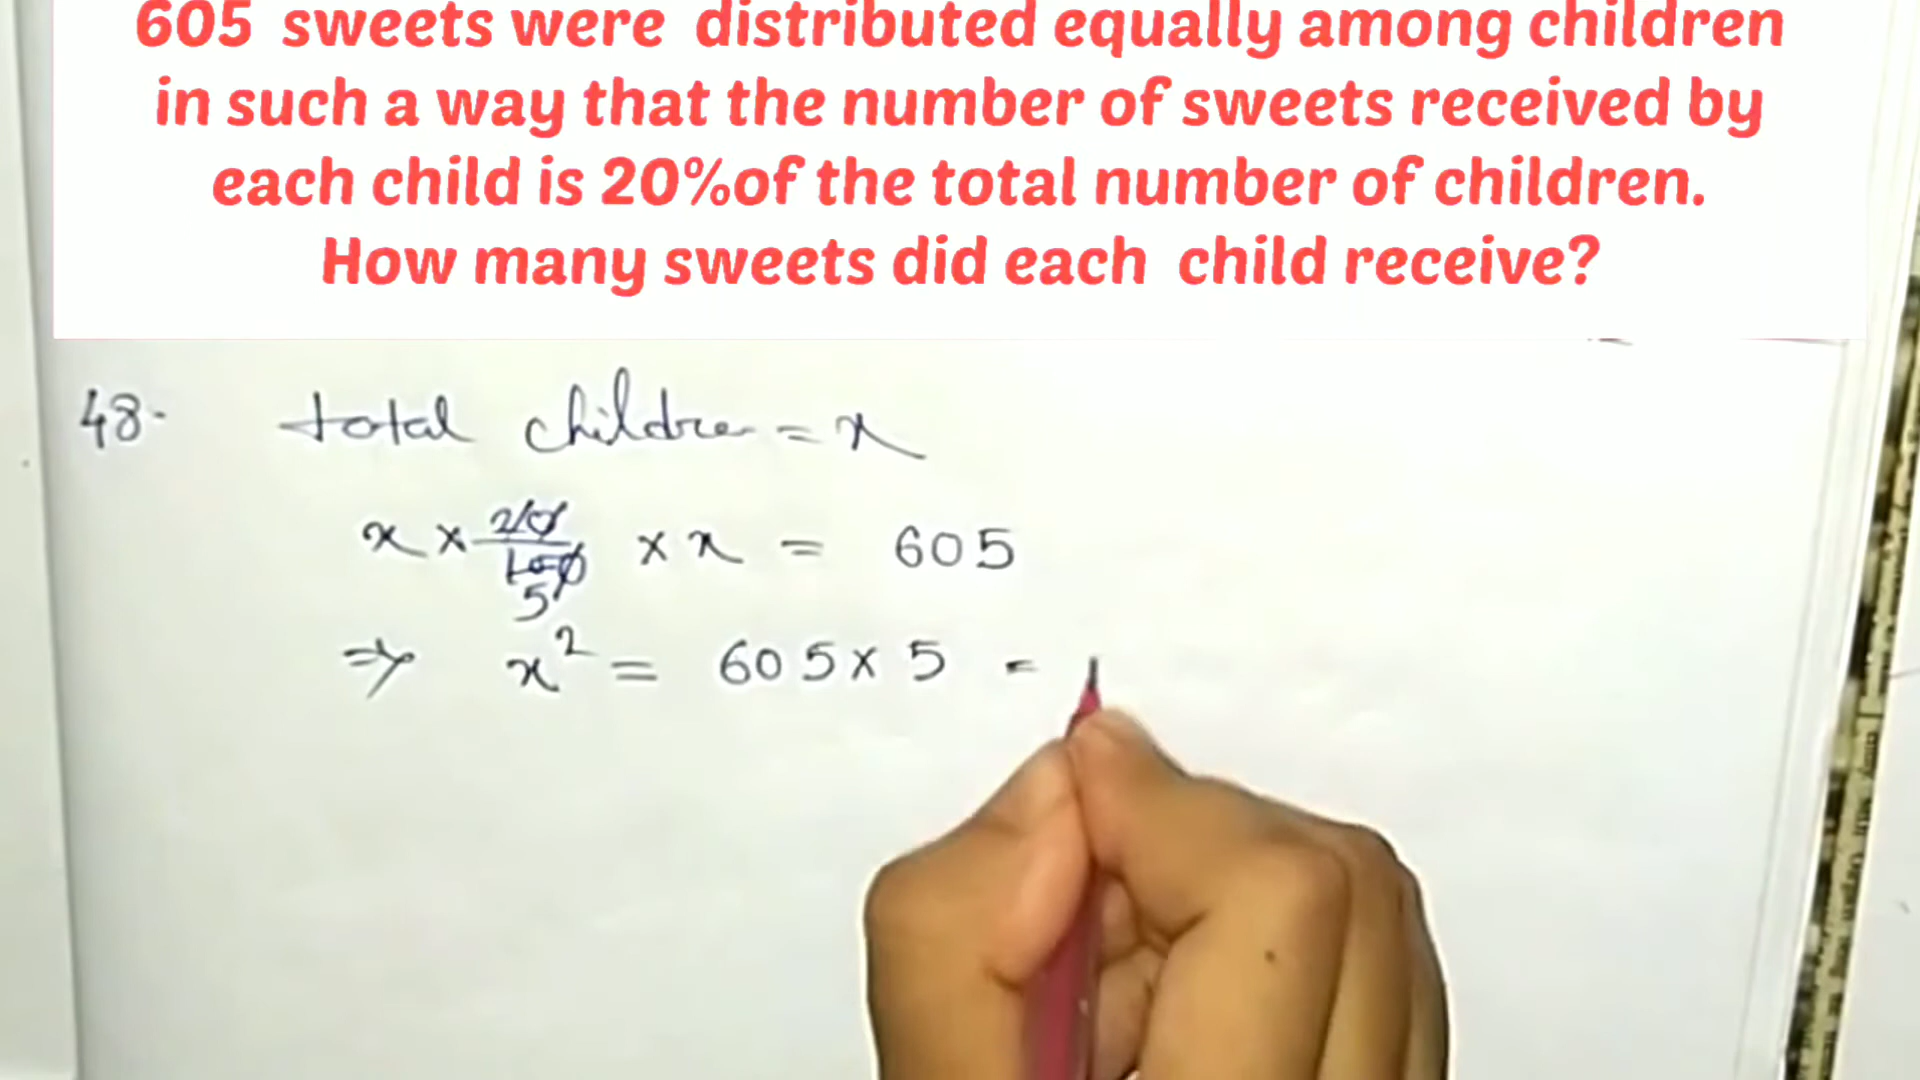 605 sweets were distributed equally among children
in such a way that the number of sweets received by
each child is 20%of the total number of children.
How many sweets did each child receive?
48. total children = x
x × 20/100 5 × x = 605
⇒ x² = 605 × 5 =